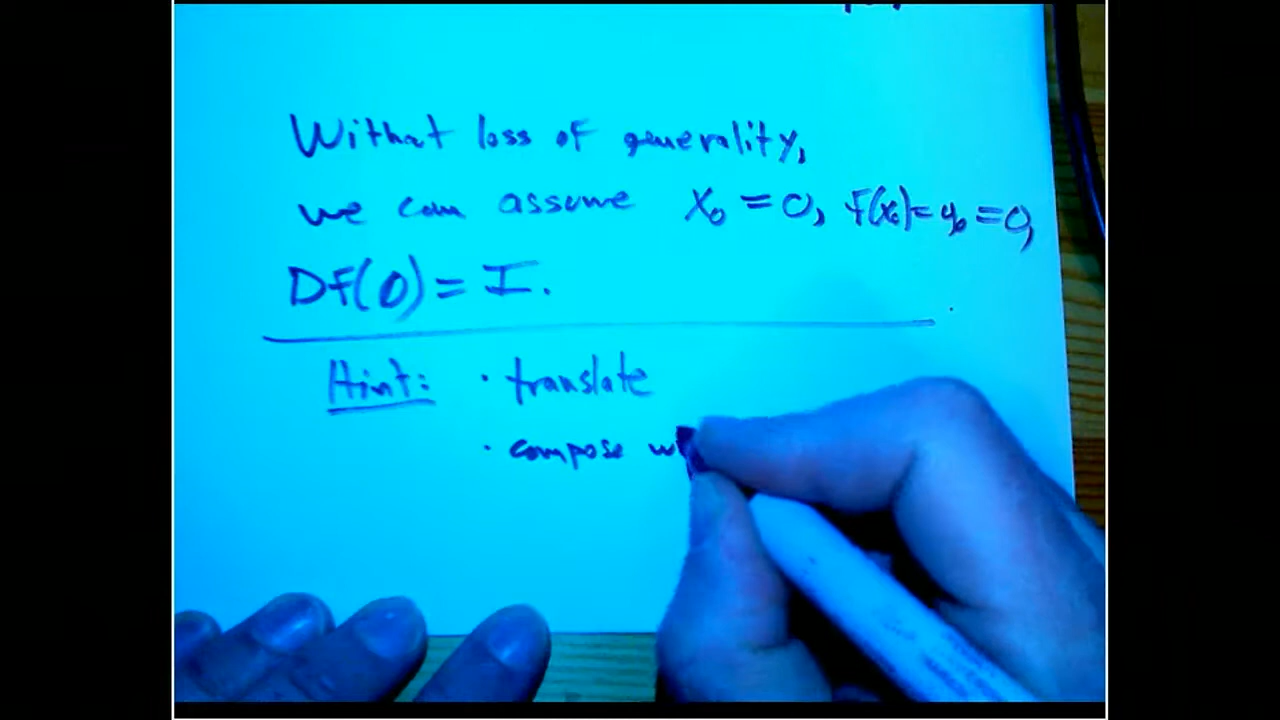 Without loss of generality,
we can assume x₀ = 0, f(x₀) = y₀ = 0,
Df(0) = I.
Hint: · translate
· compose w